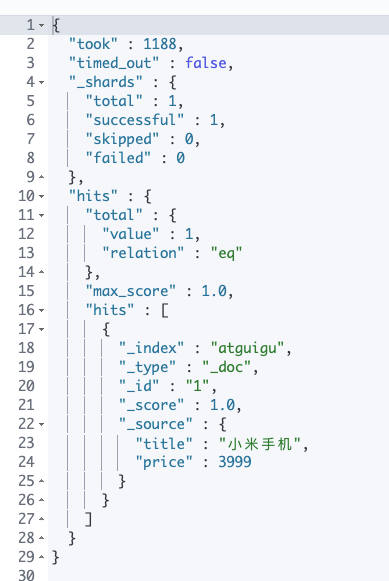 1 {
2 "took" : 1188,
3 "timed_out" : false,
4 "_shards" : {
5 "total" : 1,
6 "successful" : 1,
7 "skipped" : 0,
8 "failed" : 0
9 },
10 "hits" : {
11 "total" : {
12 "value" : 1,
13 "relation" : "eq"
14 },
15 "max_score" : 1.0,
16 "hits" : [
17 {
18 "_index" : "atguigu",
19 "_type" : "_doc",
20 "_id" : "1",
21 "_score" : 1.0,
22 "_source" : {
23 "title" : "小米手机",
24 "price" : 3999
25 }
26 }
27 ]
28 }
29 }
30